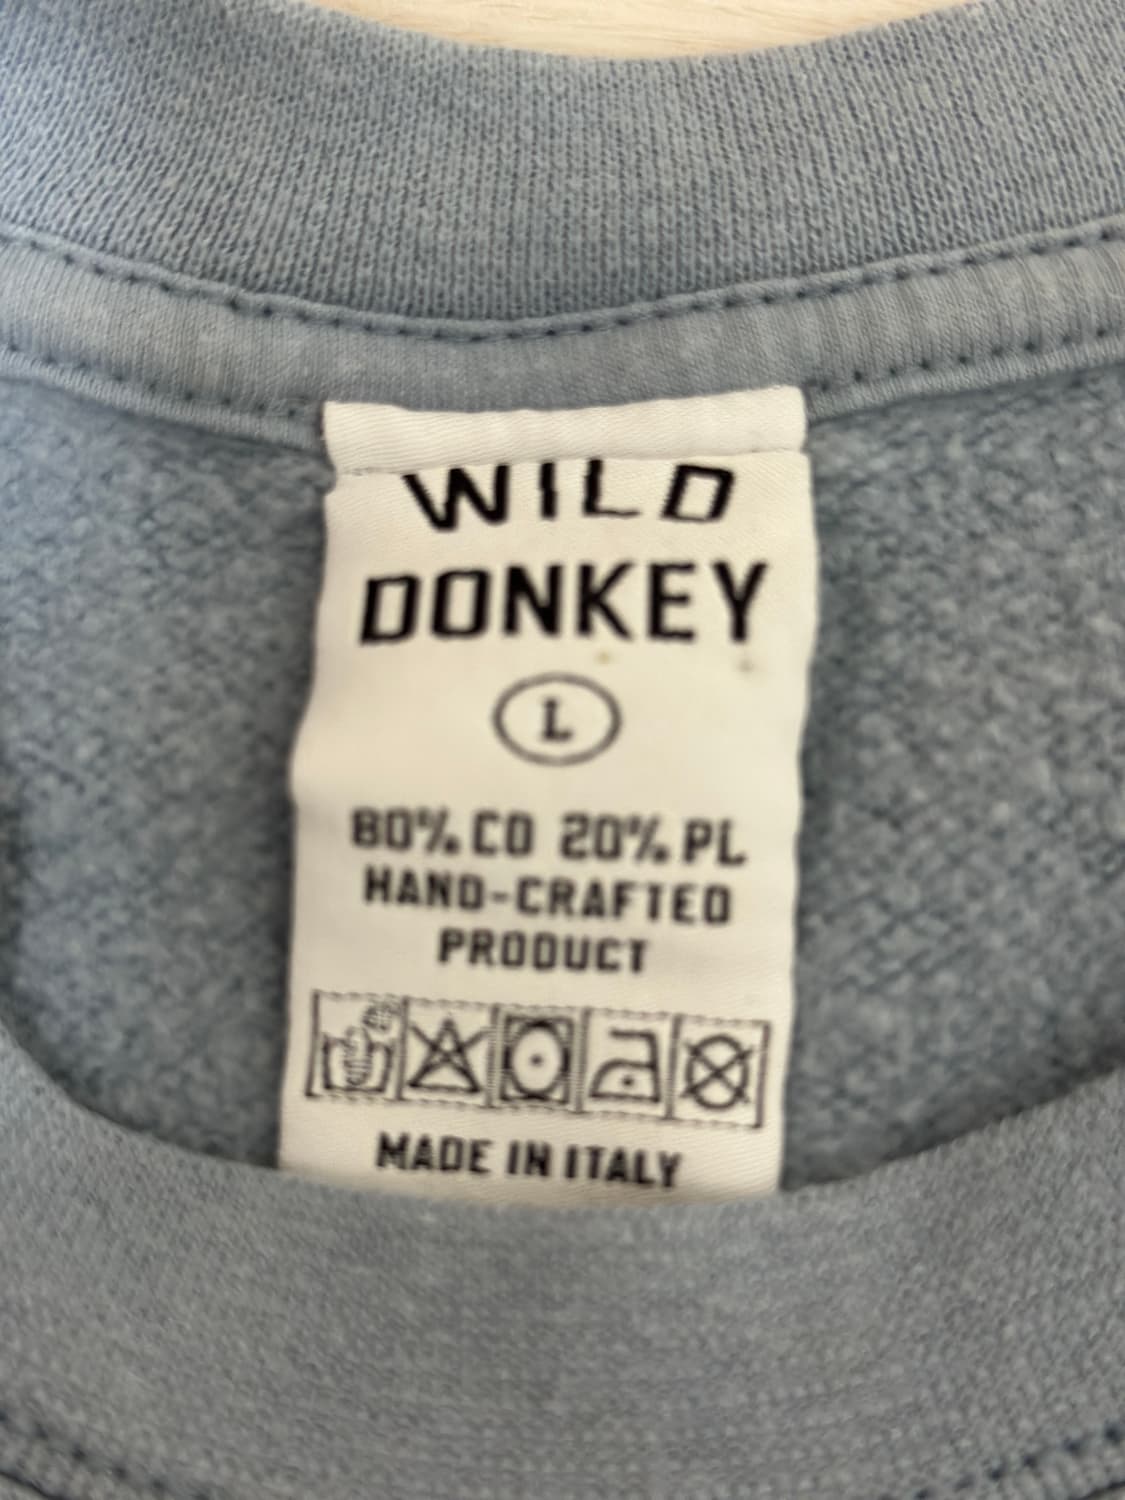 WILD
DONKEY
L
80% CO 20% PL
HAND-CRAFTED
PRODUCT
MADE IN ITALY